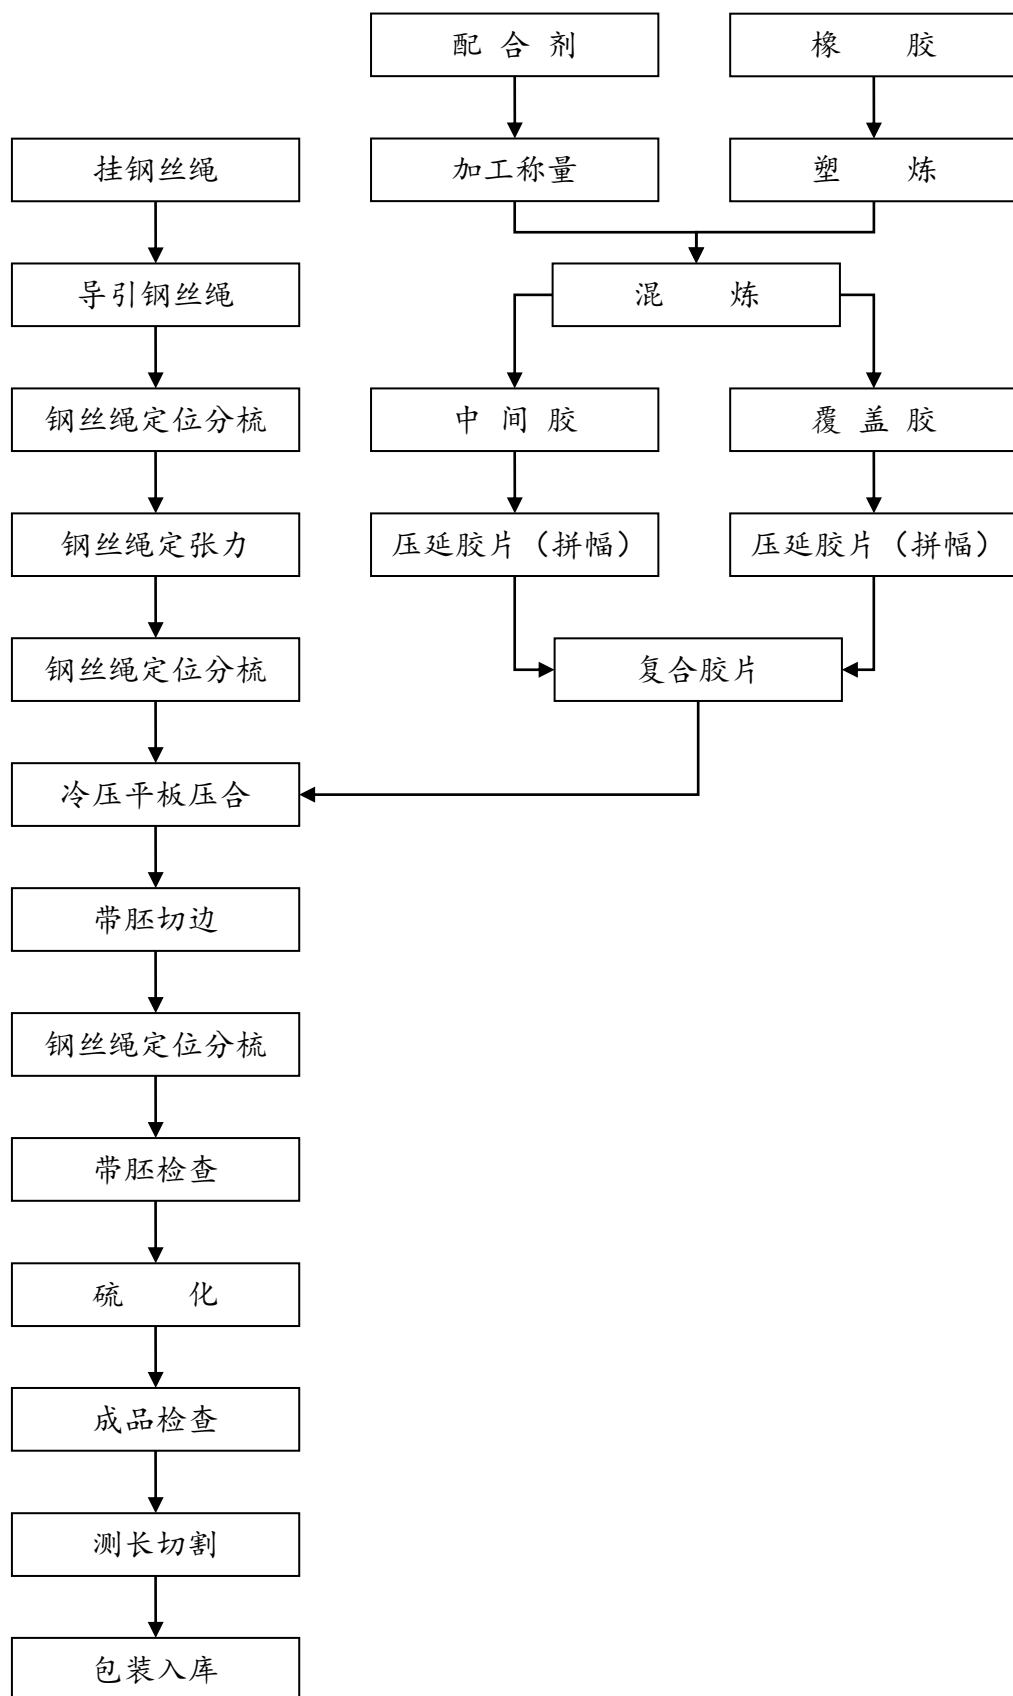 配 合 剂
橡 胶
挂钢丝绳
加工称量
塑 炼
导引钢丝绳
混 炼
钢丝绳定位分梳
中 间 胶
覆 盖 胶
钢丝绳定张力
压延胶片（拼幅）
压延胶片（拼幅）
钢丝绳定位分梳
复合胶片
冷压平板压合
带胚切边
钢丝绳定位分梳
带胚检查
硫 化
成品检查
测长切割
包装入库